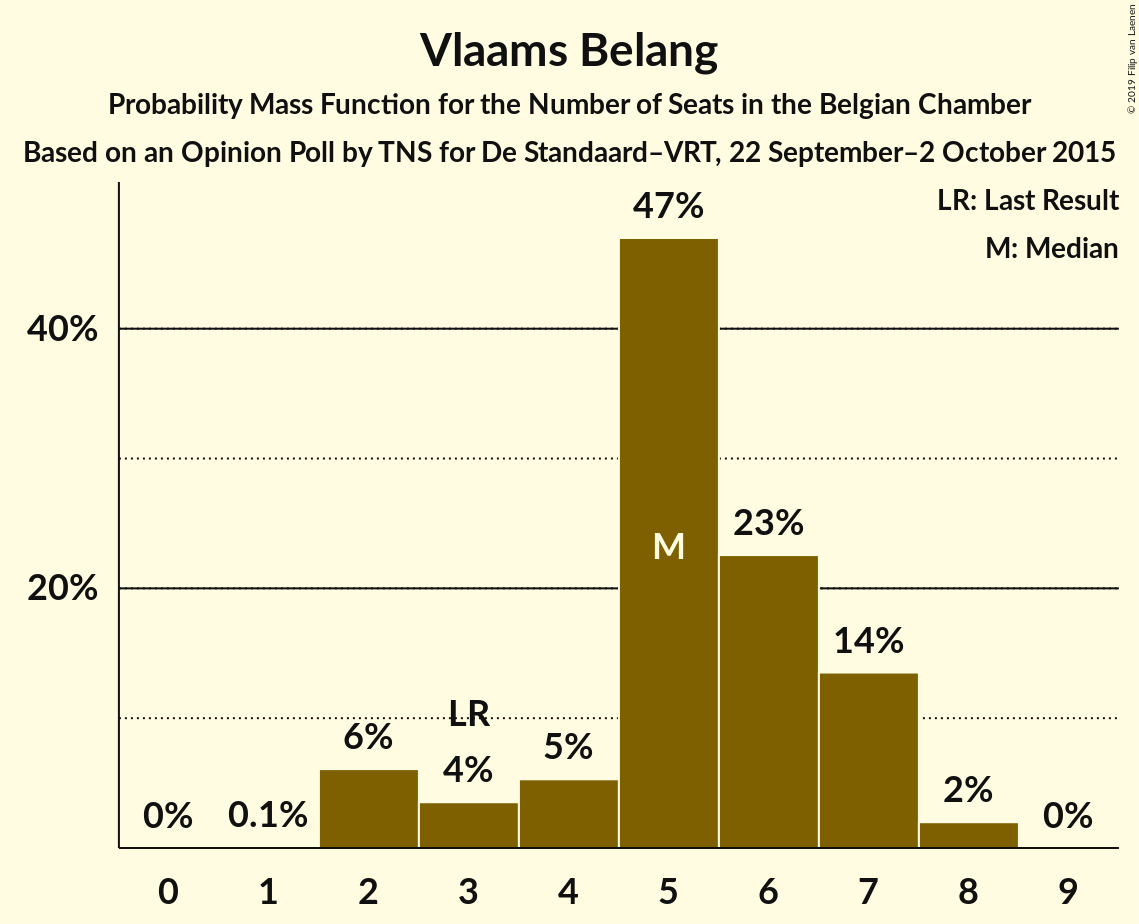 Vlaams Belang
Probability Mass Function for the Number of Seats in the Belgian Chamber
Based on an Opinion Poll by TNS for De Standaard–VRT, 22 September–2 October 2015
© 2019 Filip van Laenen
LR: Last Result
M: Median
47%
40%
M
23%
20%
14%
LR
6%
4%
5%
2%
0%
0.1%
0%
0 1 2 3 4 5 6 7 8 9